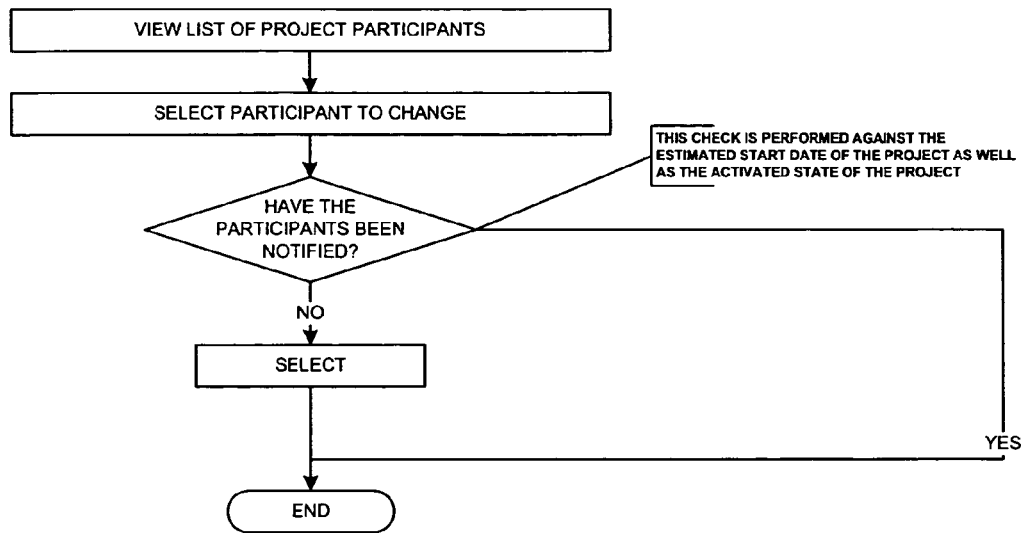 VIEW LIST OF PROJECT PARTICIPANTS
SELECT PARTICIPANT TO CHANGE
THIS CHECK IS PERFORMED AGAINST THE
ESTIMATED START DATE OF THE PROJECT AS WELL
AS THE ACTIVATED STATE OF THE PROJECT
HAVE THE
PARTICIPANTS BEEN
NOTIFIED?
NO
SELECT
YES
END